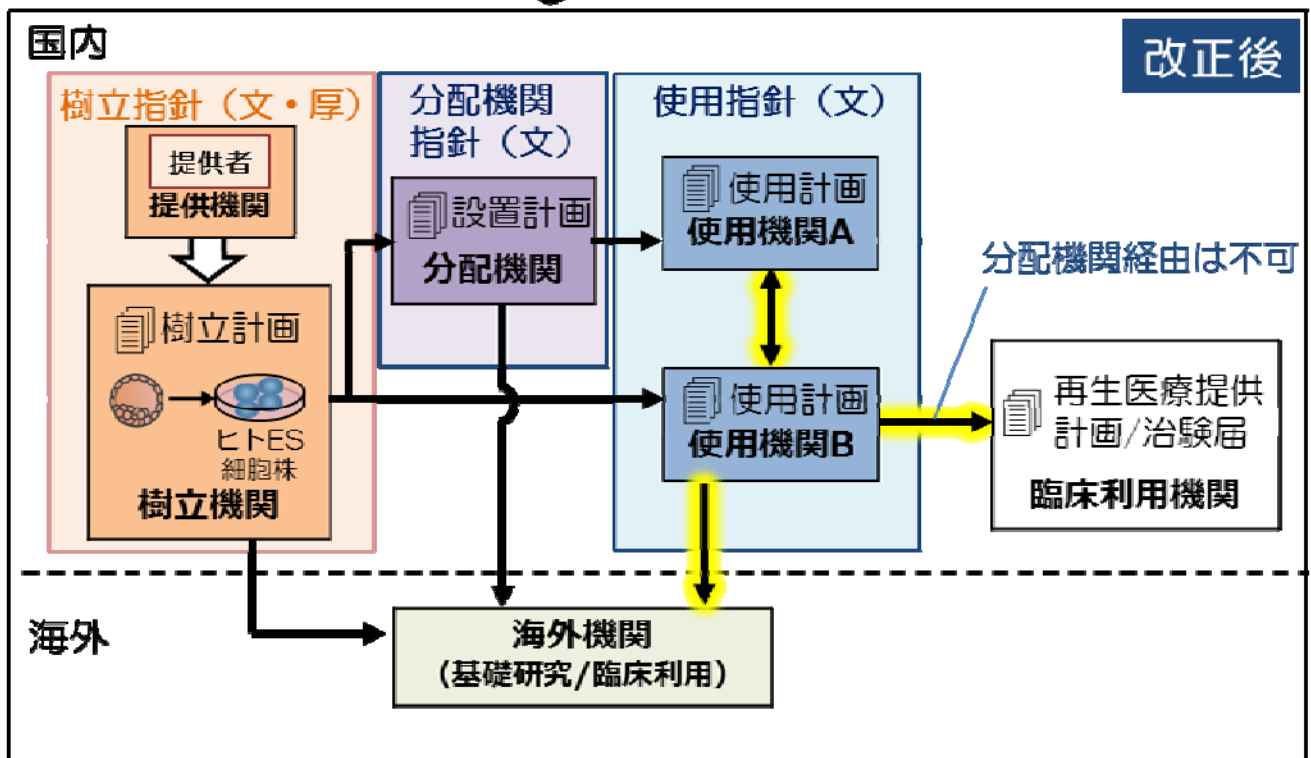 国内
改正後
樹立指針（文・厚）
提供者
提供機関
樹立計画
ヒトES
細胞株
樹立機関
分配機関
指針（文）
設置計画
分配機関
使用指針（文）
使用計画
使用機関A
使用計画
使用機関B
分配機関経由は不可
再生医療提供
計画/治験届
臨床利用機関
海外
海外機関
（基礎研究/臨床利用）